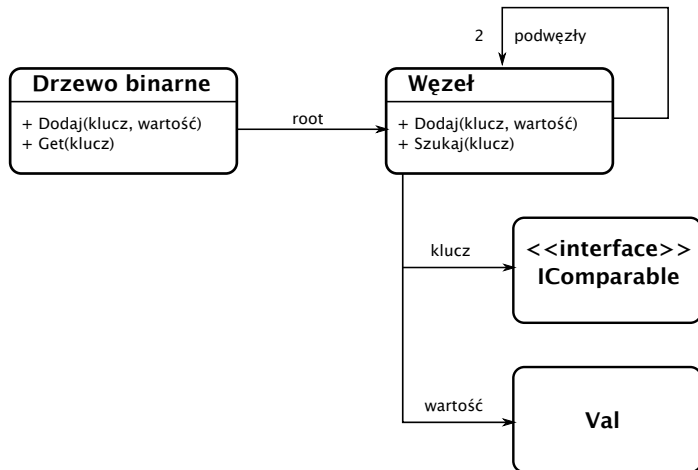 2 podwęzły
Drzewo binarne
+ Dodaj(klucz, wartość)
+ Get(klucz)
root
Węzeł
+ Dodaj(klucz, wartość)
+ Szukaj(klucz)
klucz
<<interface>>
IComparable
wartość
Val